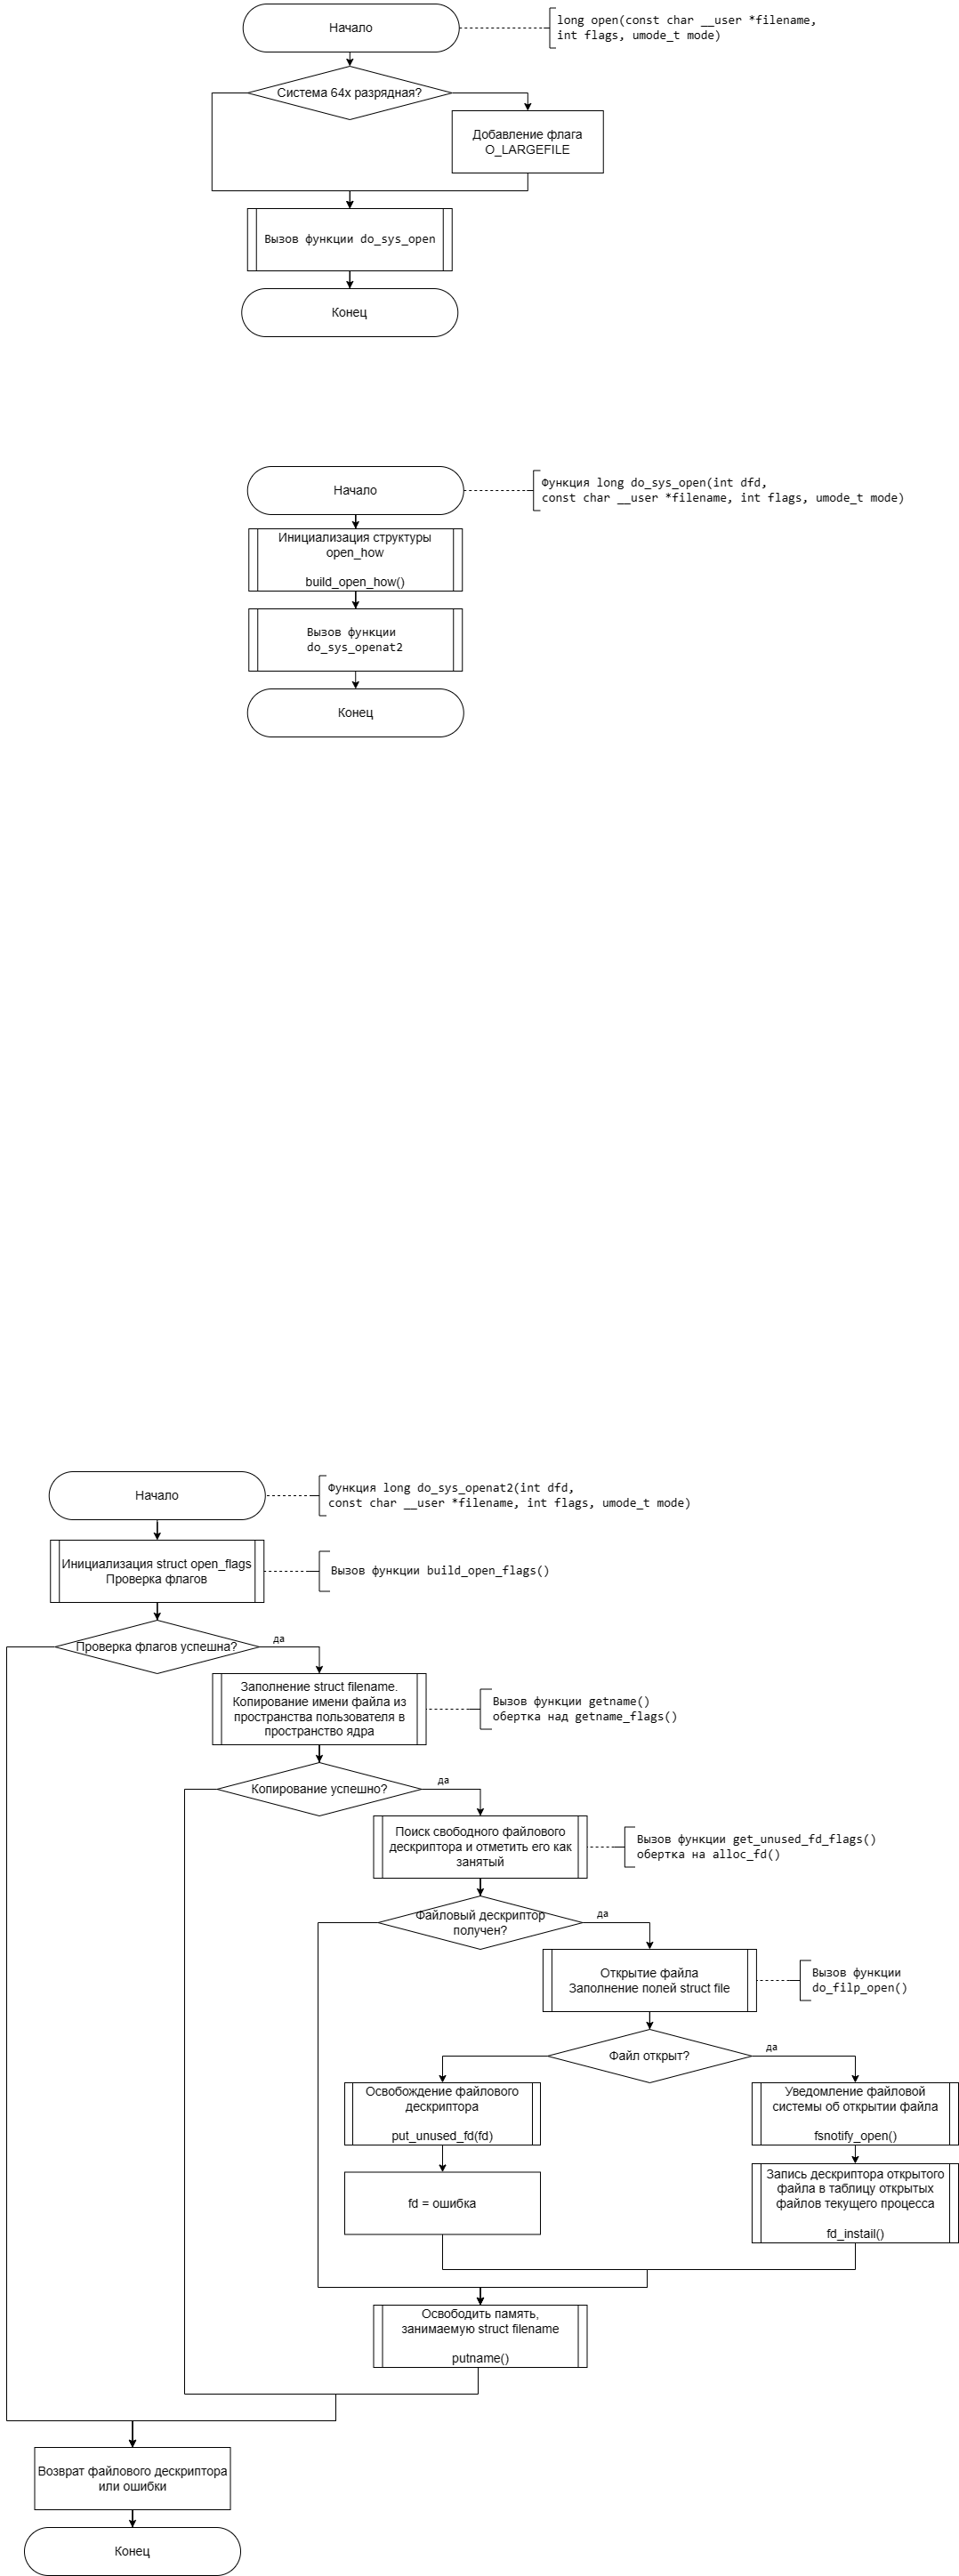 Начало
long open(const char __user *filename,
int flags, umode_t mode)
Система 64х разрядная?
Добавление флага
O_LARGEFILE
Вызов функции do_sys_open
Конец
Начало
Функция long do_sys_open(int dfd,
const char __user *filename, int flags, umode_t mode)
Инициализация структуры
open_how
build_open_how()
Вызов функции
do_sys_openat2
Конец
Начало
Функция long do_sys_openat2(int dfd,
const char __user *filename, int flags, umode_t mode)
Инициализация struct open_flags
Проверка флагов
Вызов функции build_open_flags()
Проверка флагов успешна?
да
Заполнение struct filename.
Копирование имени файла из
пространства пользователя в
пространство ядра
Вызов функции getname()
обертка над getname_flags()
Копирование успешно?
да
Поиск свободного файлового
дескриптора и отметить его как
занятый
Вызов функции get_unused_fd_flags()
обертка на alloc_fd()
Файловый дескриптор
получен?
да
Открытие файла
Заполнение полей struct file
Вызов функции
do_filp_open()
Файл открыт?
да
Освобождение файлового
дескриптора
put_unused_fd(fd)
Уведомление файловой
системы об открытии файла
fsnotify_open()
fd = ошибка
Запись дескриптора открытого
файла в таблицу открытых
файлов текущего процесса
fd_instail()
Освободить память,
занимаемую struct filename
putname()
Возврат файлового дескриптора
или ошибки
Конец